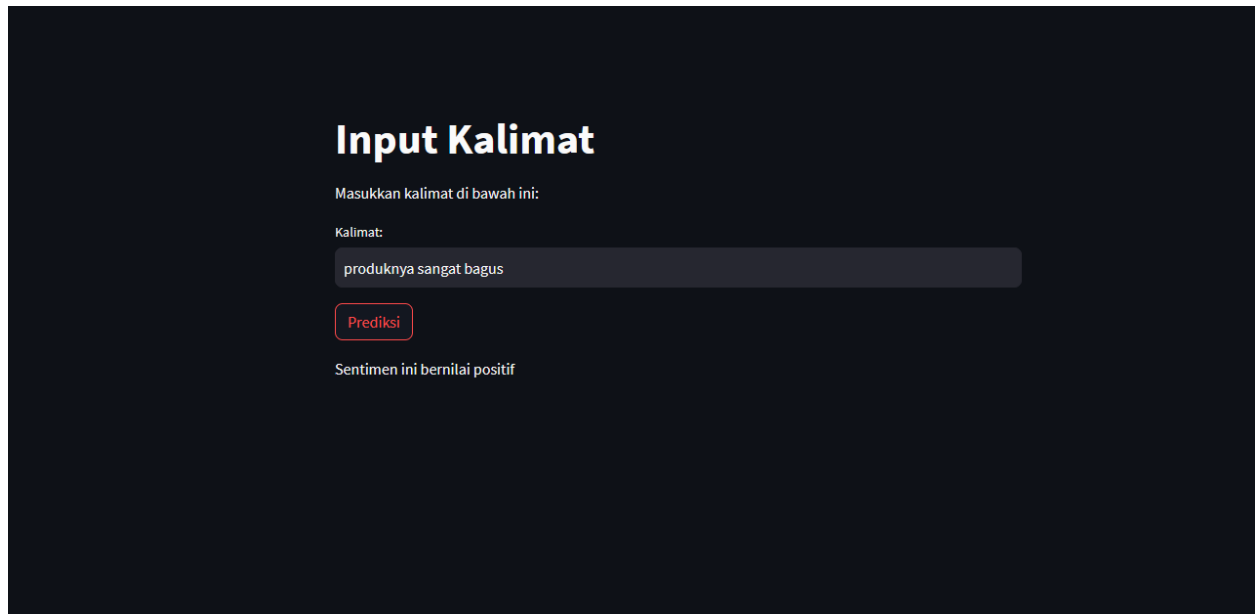 Input Kalimat
Masukkan kalimat di bawah ini:
Kalimat:
produknya sangat bagus
Prediksi
Sentimen ini bernilai positif